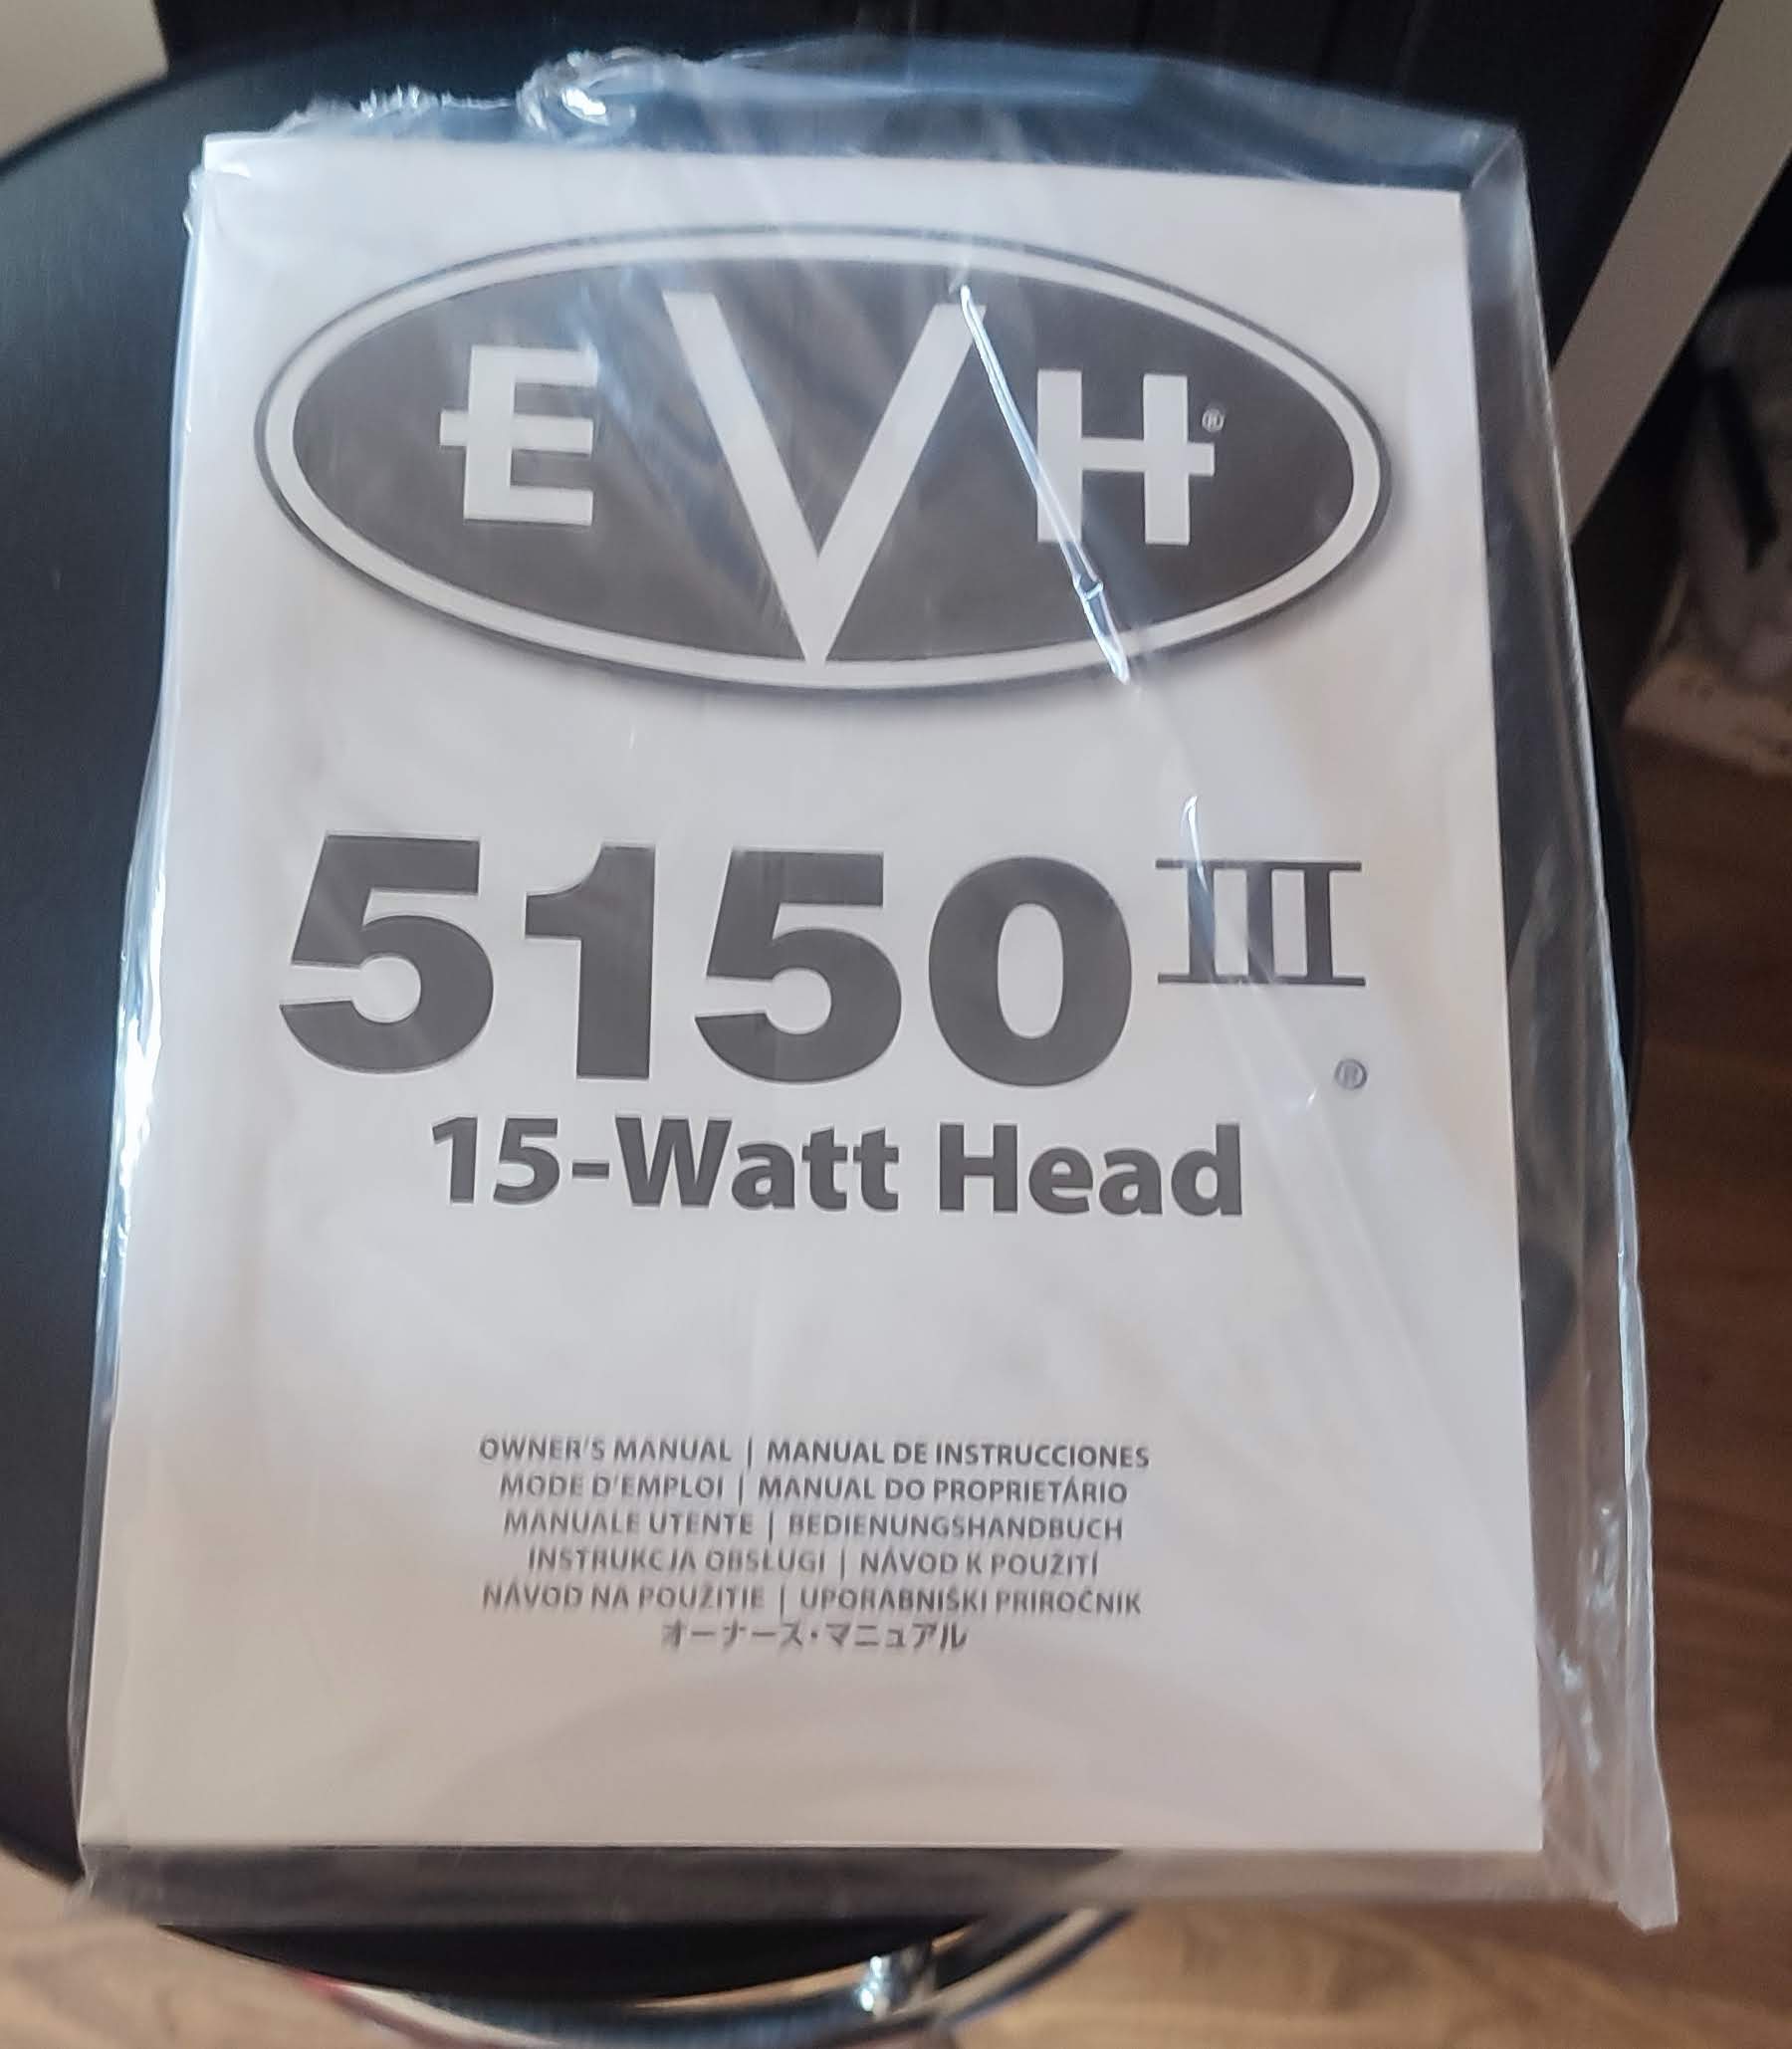 EVH®
5150 III ®
15-Watt Head
OWNER'S MANUAL | MANUAL DE INSTRUCCIONES
MODE D'EMPLOI | MANUAL DO PROPRIETÁRIO
MANUALE UTENTE | BEDIENUNGSHANDBUCH
INSTRUKCJA OBSŁUGI | NÁVOD K POUŽITÍ
NÁVOD NA POUŽITIE | UPORABNIŠKI PRIROČNIK
オーナーズ・マニュアル